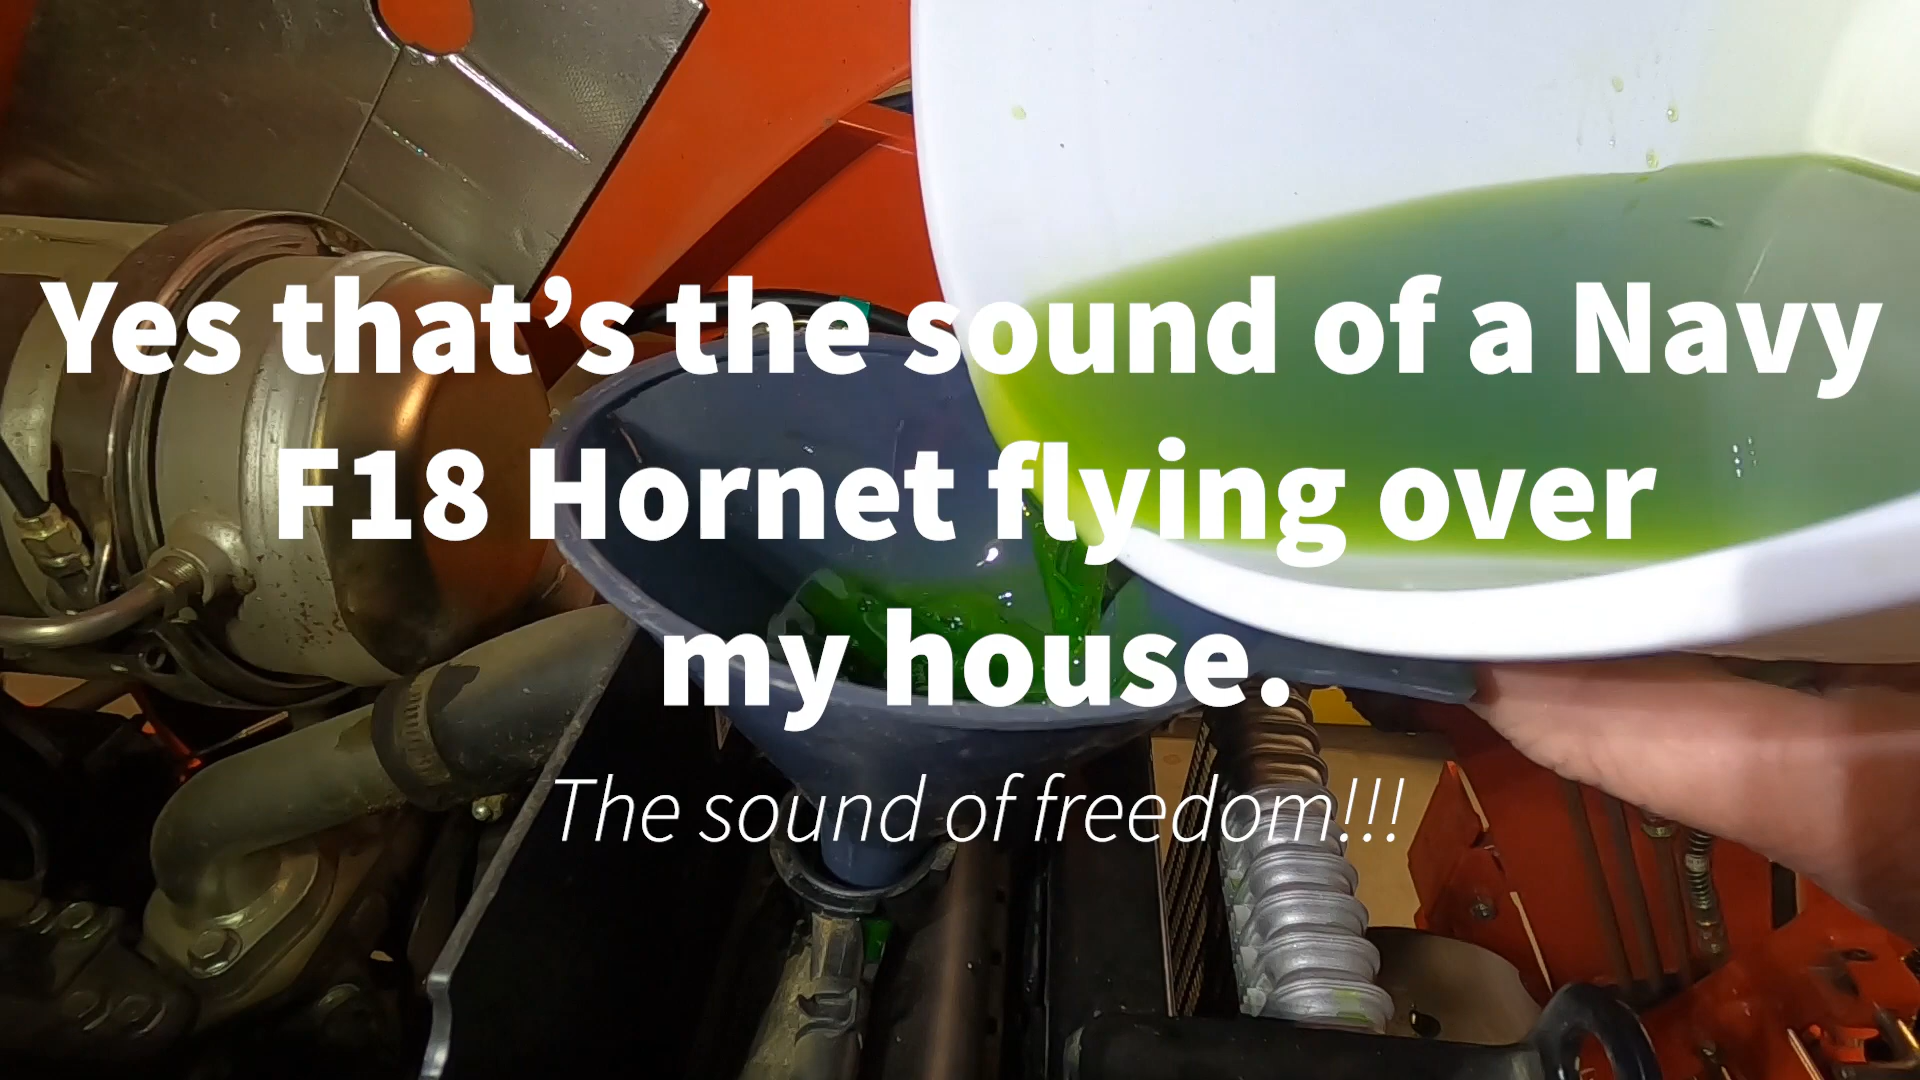 Yes that’s the sound of a Navy
F18 Hornet flying over
my house.
The sound of freedom!!!